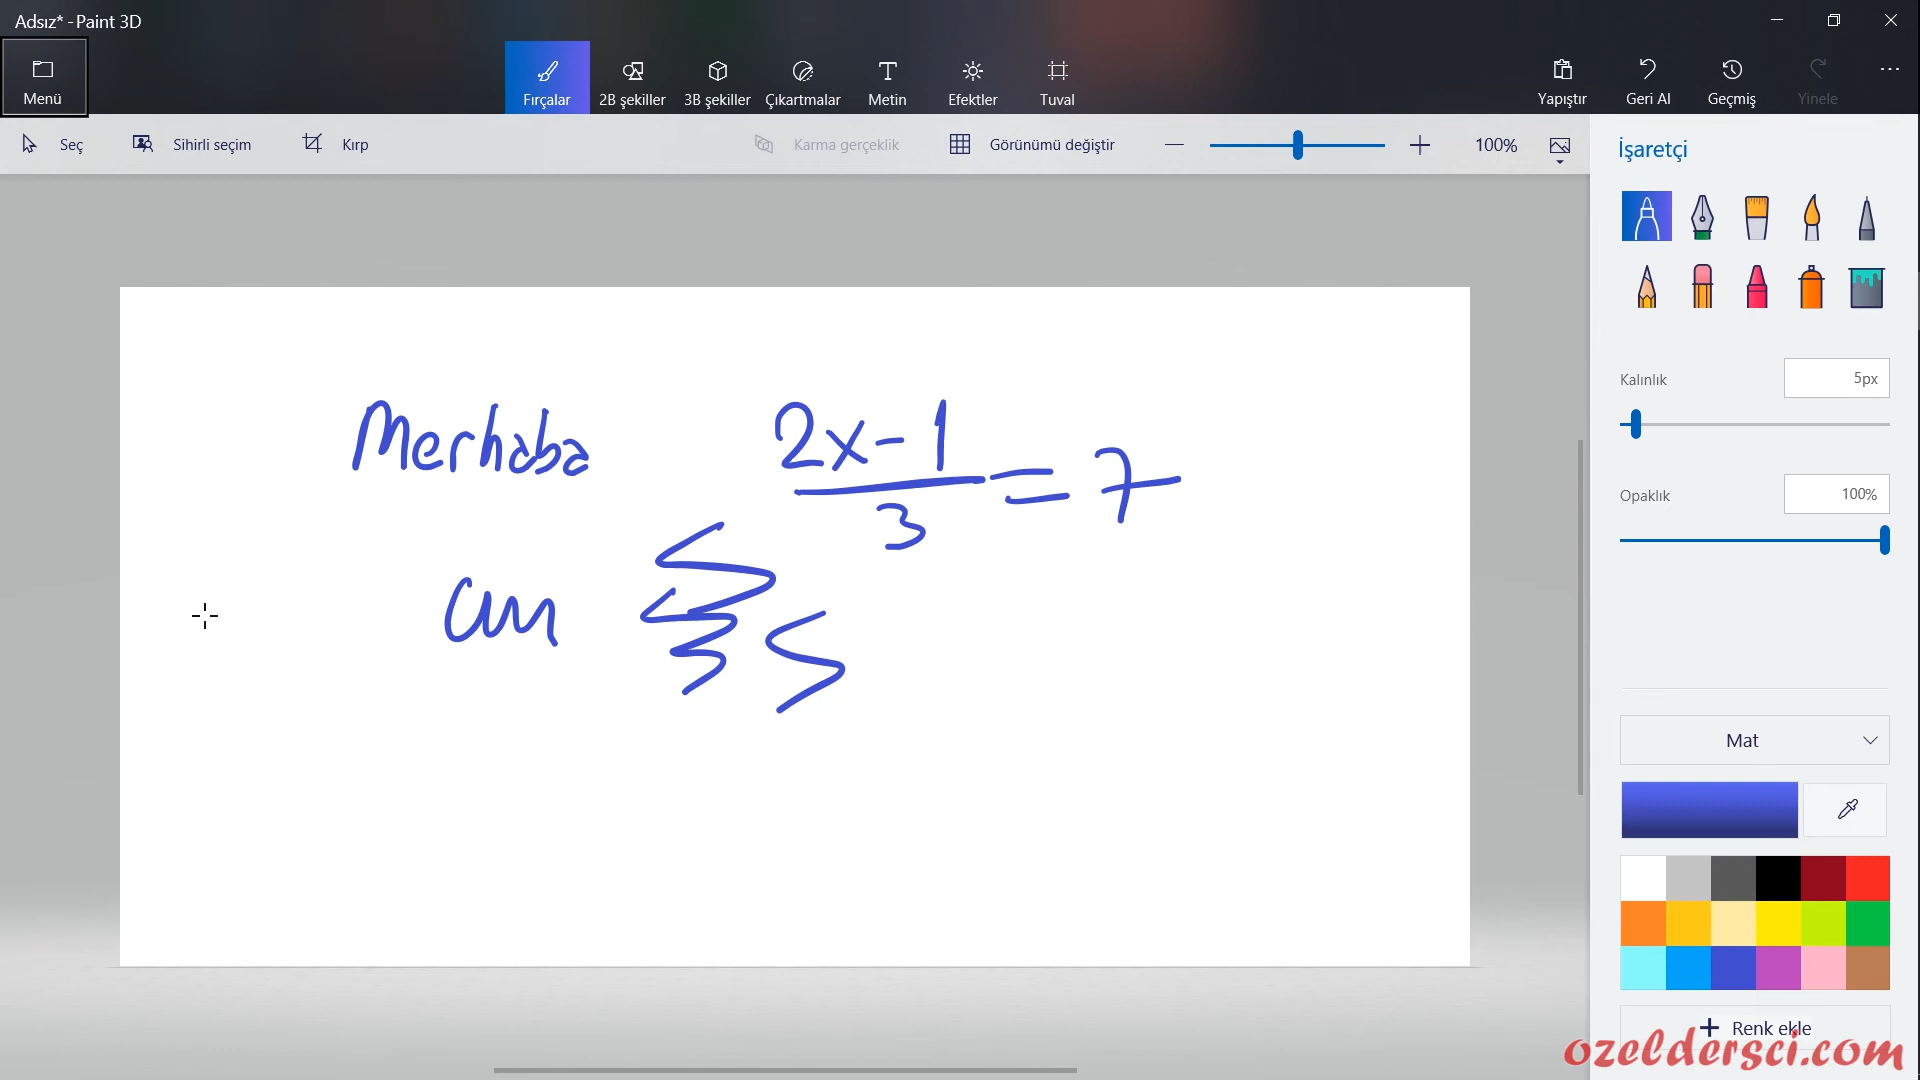 Adsız* - Paint 3D
Menü
Fırçalar 2B şekiller 3B şekiller Çıkartmalar Metin Efektler Tuval
Yapıştır Geri Al Geçmiş Yinele
Seç Sihirli seçim Kırp Karma gerçeklik Görünümü değiştir 100%
İşaretçi
Kalınlık 5px
Opaklık 100%
Merhaba
2x-1
= 7
3
Mat
Renk ekle
ozeldersci.com